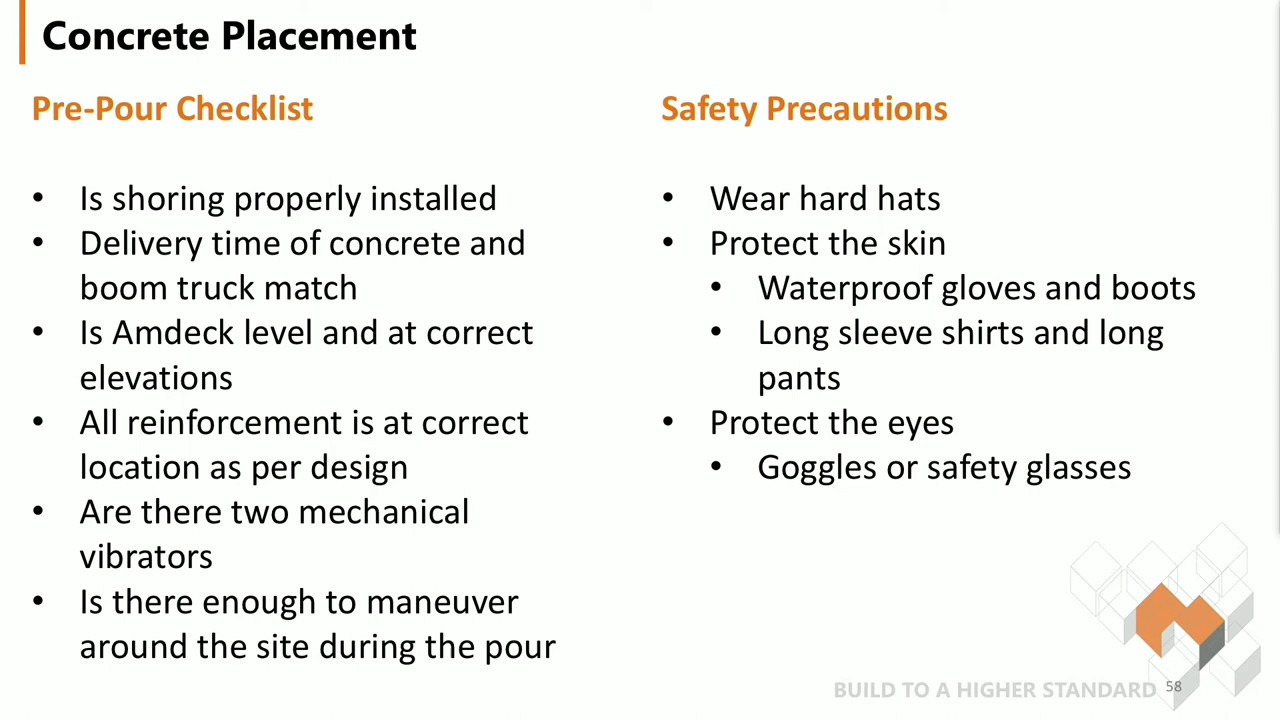 Concrete Placement
Pre-Pour Checklist
• Is shoring properly installed
• Delivery time of concrete and
boom truck match
• Is Amdeck level and at correct
elevations
• All reinforcement is at correct
location as per design
• Are there two mechanical
vibrators
• Is there enough to maneuver
around the site during the pour
Safety Precautions
• Wear hard hats
• Protect the skin
• Waterproof gloves and boots
• Long sleeve shirts and long
pants
• Protect the eyes
• Goggles or safety glasses
BUILD TO A HIGHER STANDARD 58